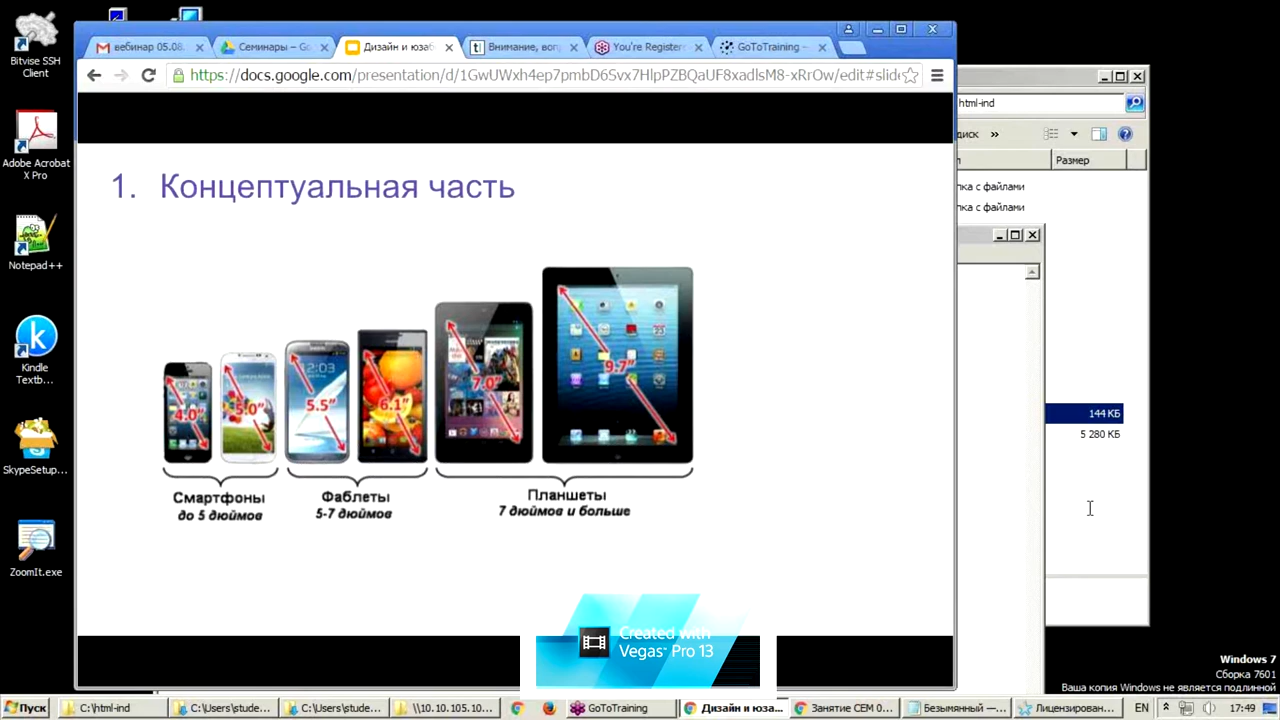 Bitvise SSH
Client
Adobe Acrobat
X Pro
Notepad++
Kindle
Textb...
SkypeSetup...
ZoomIt.exe
вебинар 05.08.
Семинары – Go
Дизайн и юза
Внимание, воп
You're Register
GoToTraining –
https://docs.google.com/presentation/d/1GwUWxh4ep7pmbD6Svx7HlpPZBQaUF8xadlsM8-xRrOw/edit#slid
1. Концептуальная часть
4.0"
5.0"
5.5"
6.1"
7.0"
9.7"
Смартфоны
до 5 дюймов
Фаблеты
5-7 дюймов
Планшеты
7 дюймов и больше
Created with
Vegas Pro 13
html-ind
диск »
Размер
пка с файлами
пка с файлами
144 КБ
5 280 КБ
Windows 7
Сборка 7601
Ваша копия Windows не является подлинной
Пуск
C:\html-ind
C:\Users\stude...
C:\Users\stude...
\\10.10.105.10...
GoToTraining
Дизайн и юза...
Занятие СЕМ 0...
Безымянный —...
Лицензирован...
EN
17:49